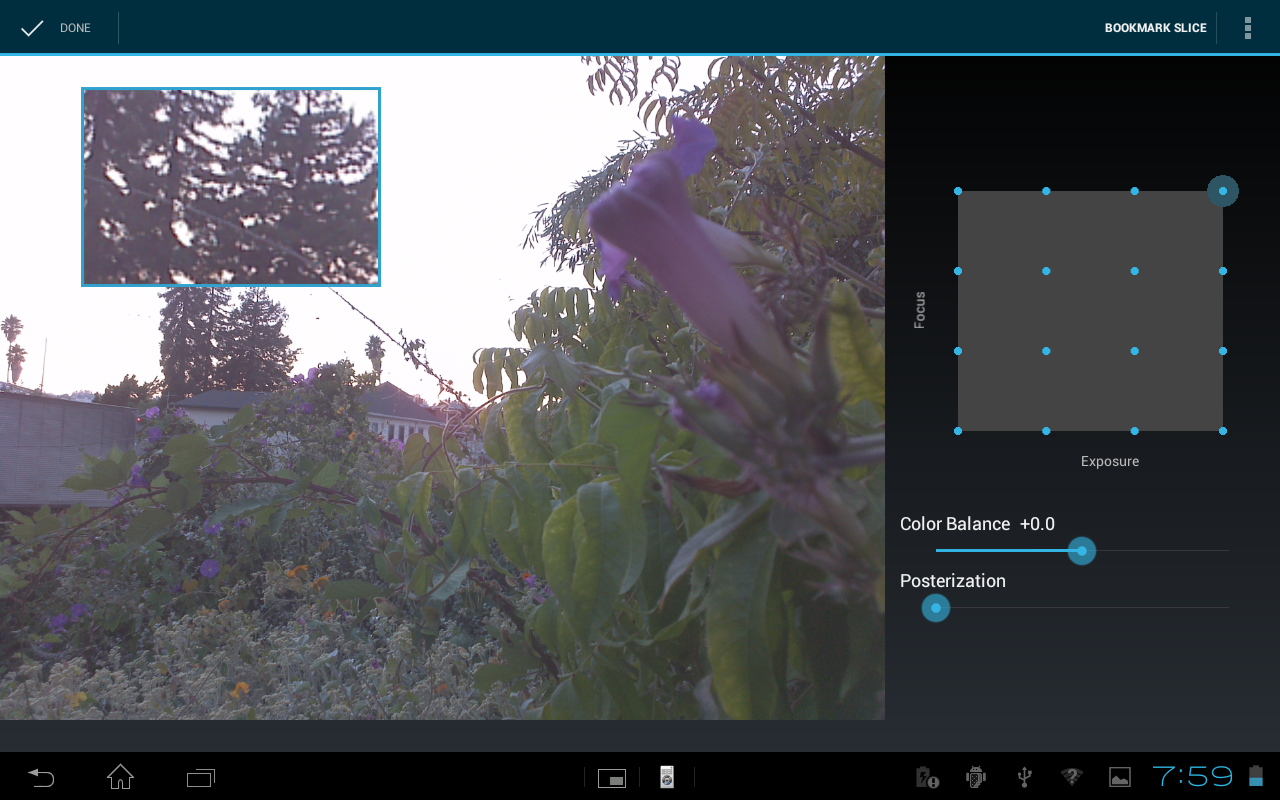 DONE
BOOKMARK SLICE
Focus
Exposure
Color Balance +0.0
Posterization
7:59